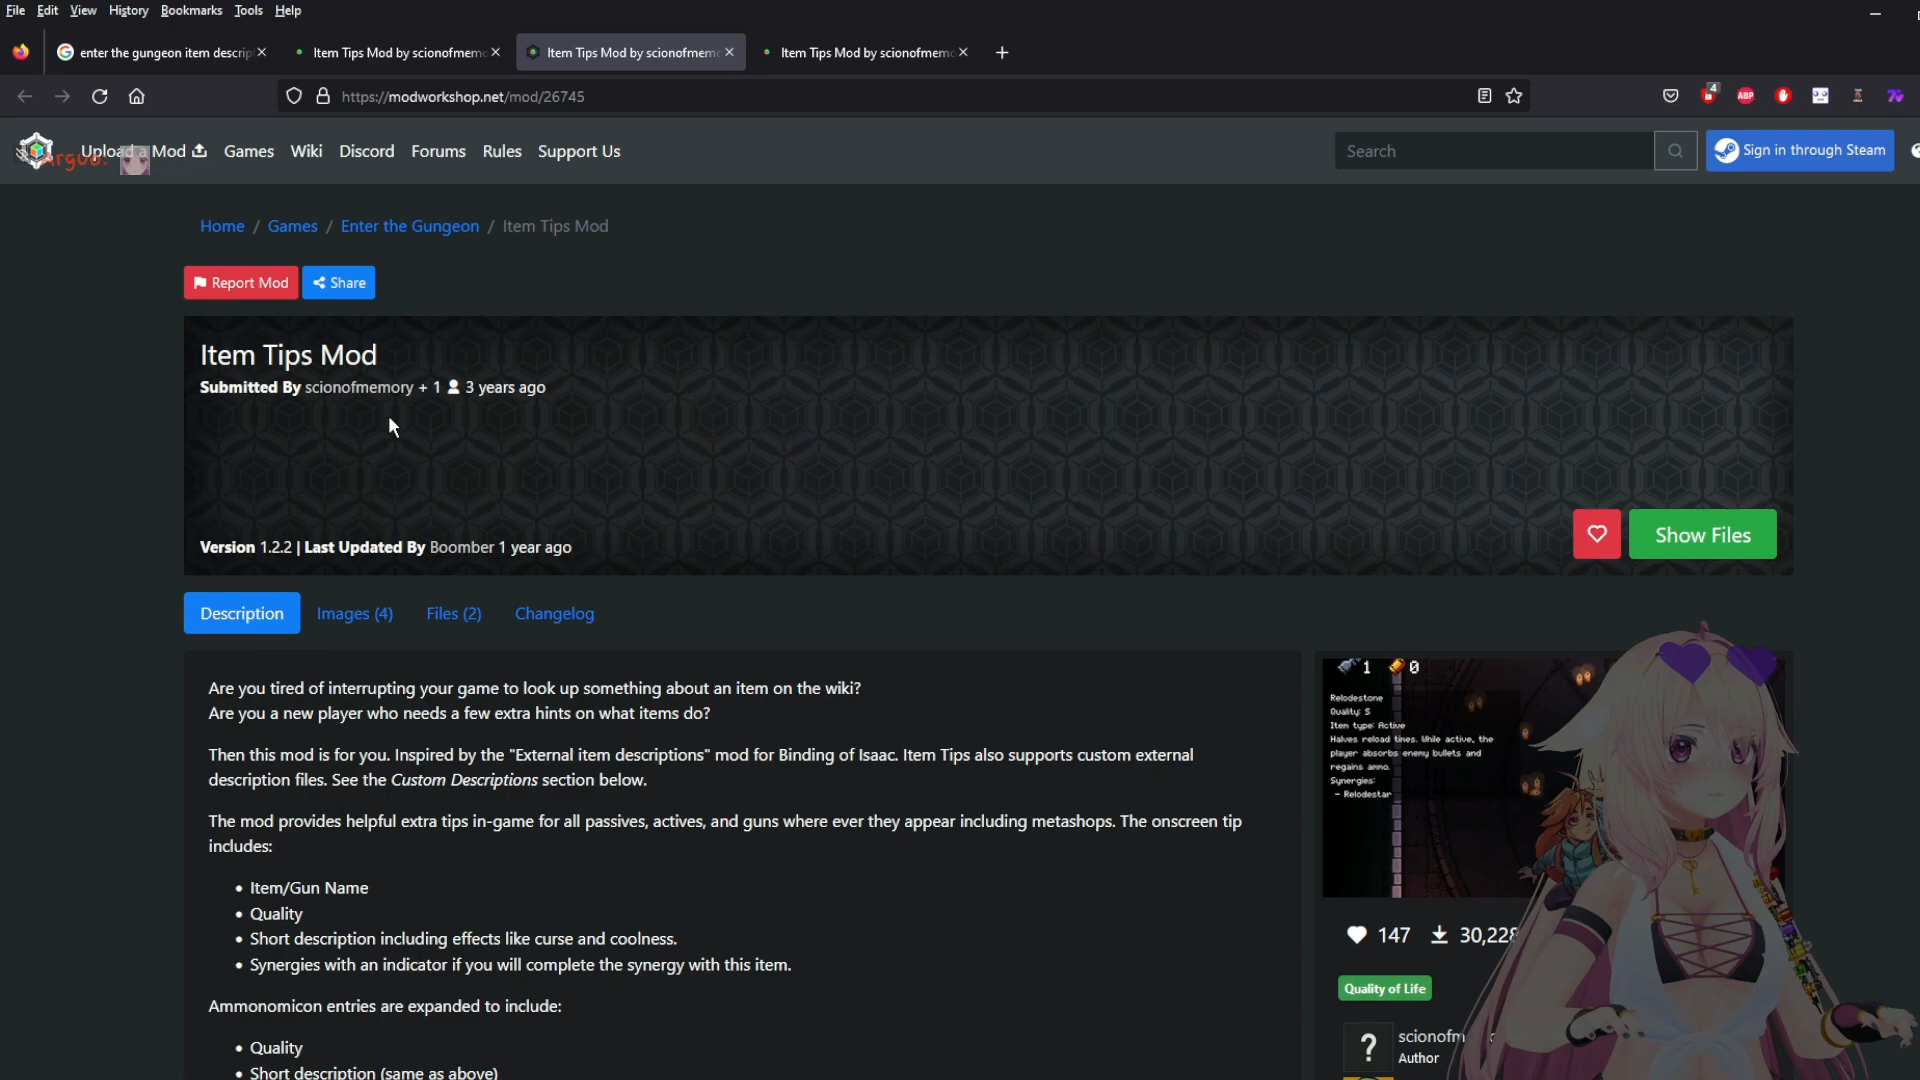 File Edit View History Bookmarks Tools Help
enter the gungeon item descrip
Item Tips Mod by scionofmemo
Item Tips Mod by scionofmemo
Item Tips Mod by scionofmemo
https://modworkshop.net/mod/26745
4
ABP
Upload a Mod Games Wiki Discord Forums Rules Support Us
Search
Sign in through Steam
Home / Games / Enter the Gungeon / Item Tips Mod
Report Mod
Share
Item Tips Mod
Submitted By scionofmemory + 1 3 years ago
Version 1.2.2 | Last Updated By Boomber 1 year ago
Show Files
Description Images (4) Files (2) Changelog
Are you tired of interrupting your game to look up something about an item on the wiki?
Are you a new player who needs a few extra hints on what items do?
Then this mod is for you. Inspired by the "External item descriptions" mod for Binding of Isaac. Item Tips also supports custom external
description files. See the Custom Descriptions section below.
The mod provides helpful extra tips in-game for all passives, actives, and guns where ever they appear including metashops. The onscreen tip
includes:
• Item/Gun Name
• Quality
• Short description including effects like curse and coolness.
• Synergies with an indicator if you will complete the synergy with this item.
Ammonomicon entries are expanded to include:
• Quality
• Short description (same as above)
1 0
Relodestone
Quality: S
Item type: Active
Halves reload times. While active, the
player absorbs enemy bullets and
regains ammo.
Synergies:
- Relodestar
147 30,228
Quality of Life
?
scionofm
Author